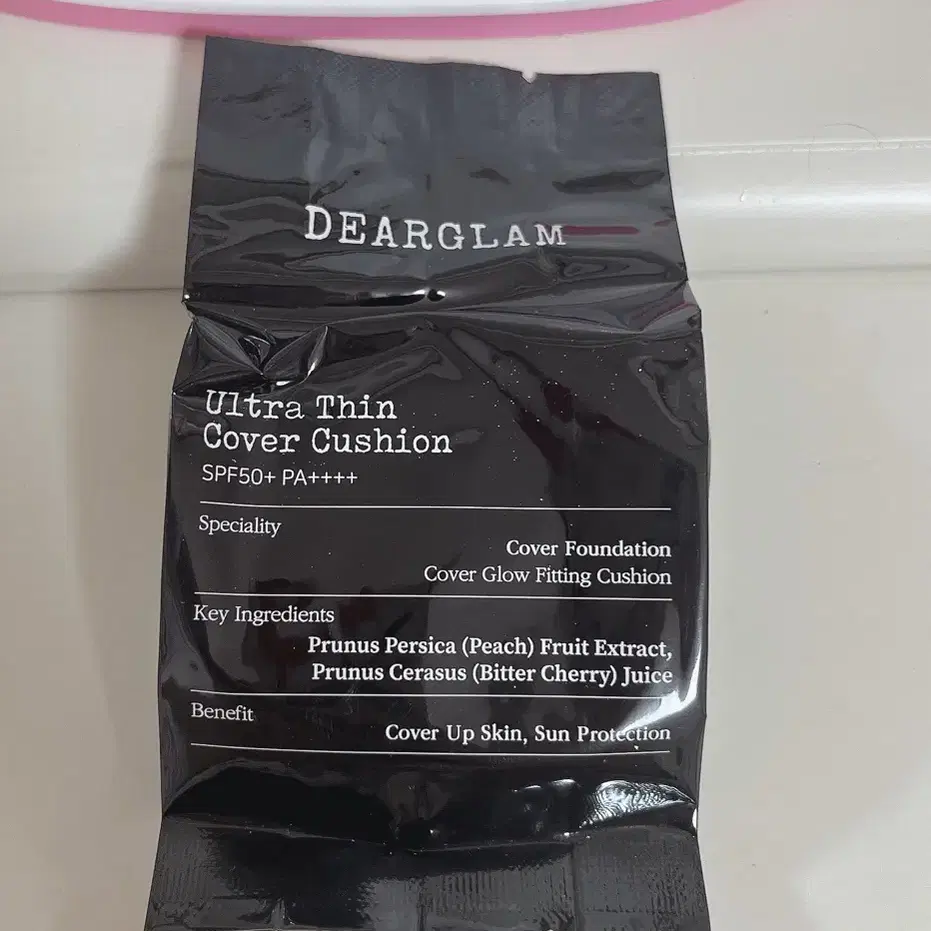 DEARGLAM
Ultra Thin
Cover Cushion
SPF50+ PA++++
Speciality
Cover Foundation
Cover Glow Fitting Cushion
Key Ingredients
Prunus Persica (Peach) Fruit Extract,
Prunus Cerasus (Bitter Cherry) Juice
Benefit
Cover Up Skin, Sun Protection